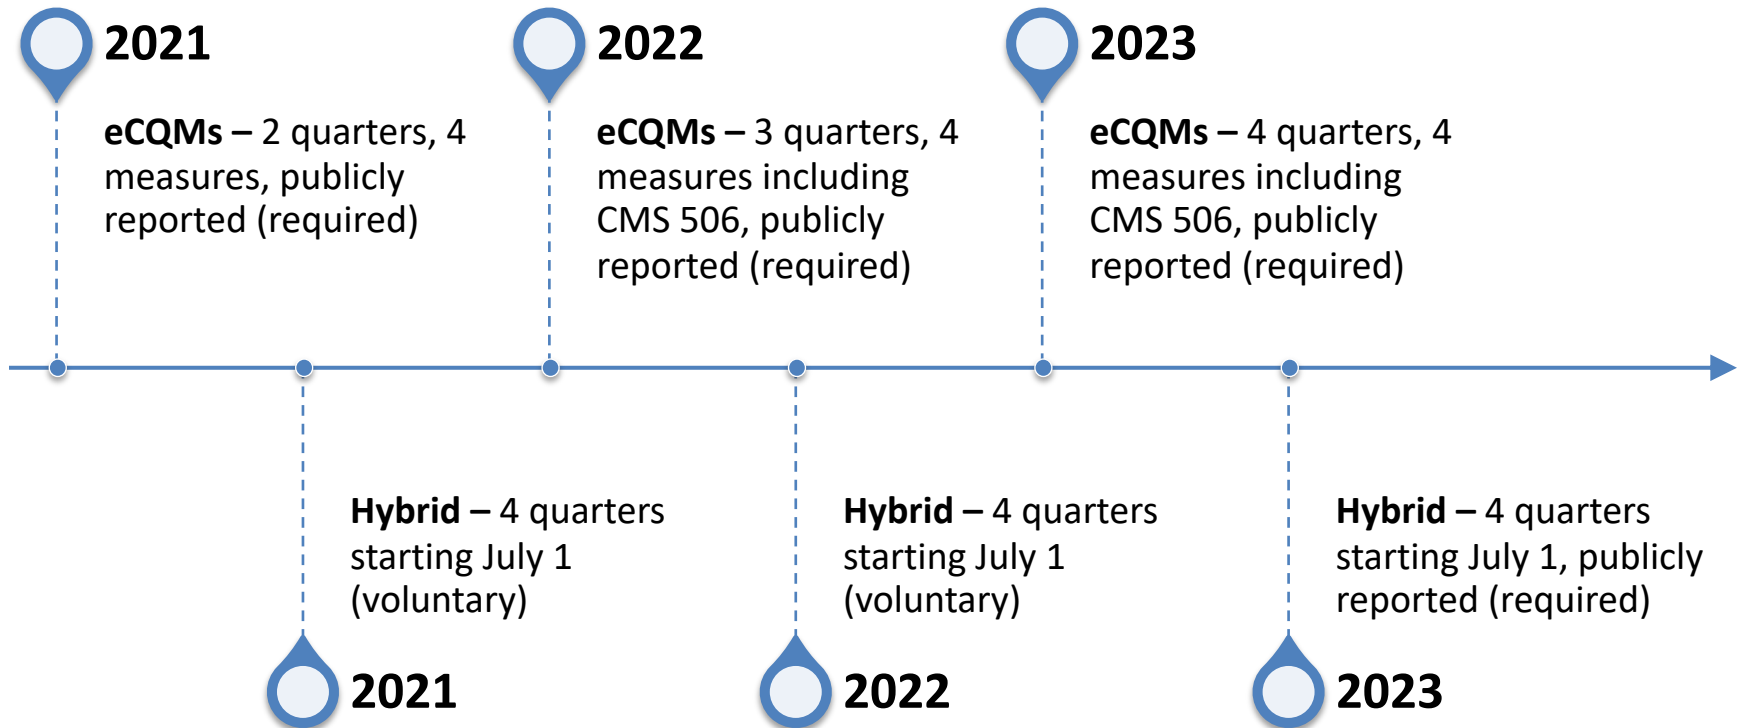 2021
eCQMs – 2 quarters, 4
measures, publicly
reported (required)
2022
eCQMs – 3 quarters, 4
measures including
CMS 506, publicly
reported (required)
2023
eCQMs – 4 quarters, 4
measures including
CMS 506, publicly
reported (required)
Hybrid – 4 quarters
starting July 1
(voluntary)
2021
Hybrid – 4 quarters
starting July 1
(voluntary)
2022
Hybrid – 4 quarters
starting July 1, publicly
reported (required)
2023